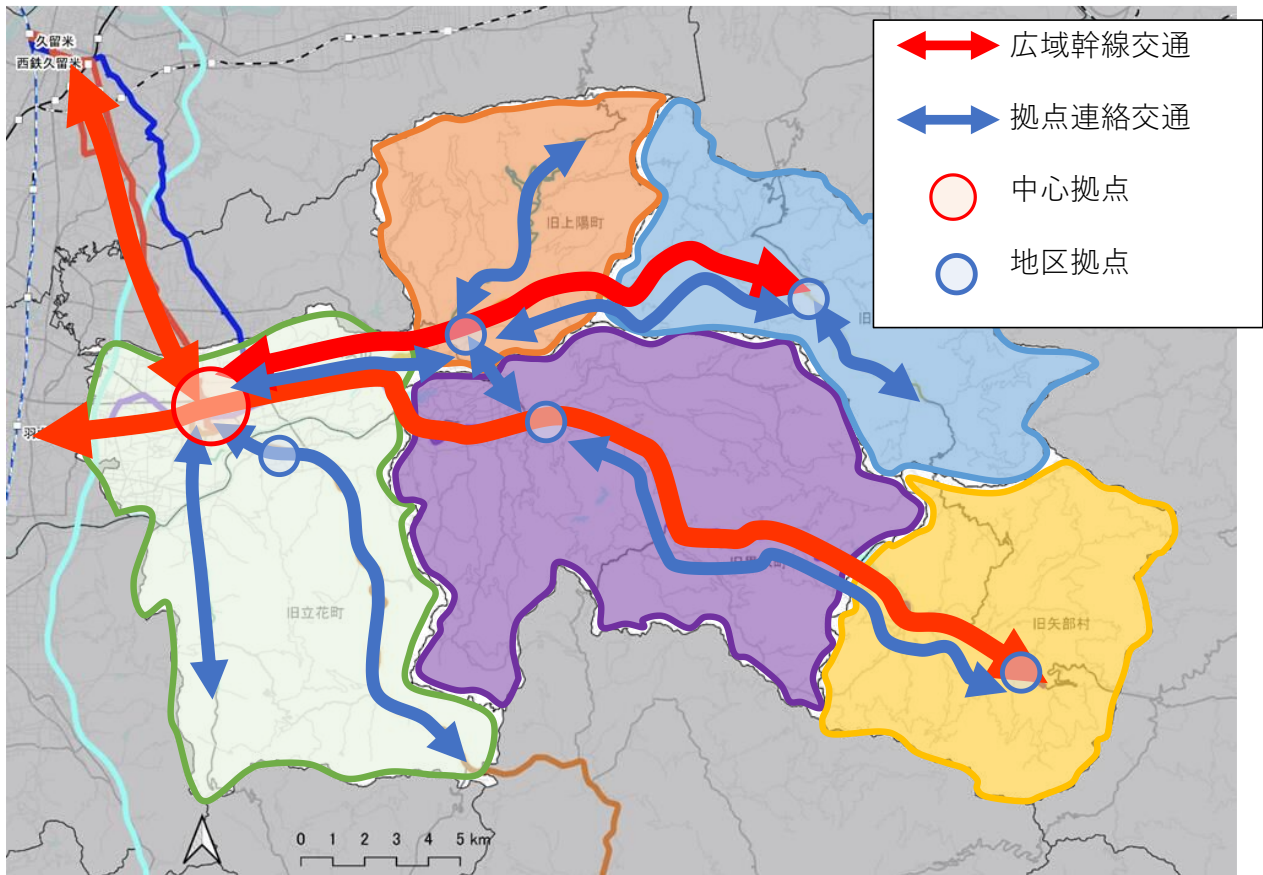 久留米
西鉄久留米
広域幹線交通
拠点連絡交通
中心拠点
地区拠点
旧上陽町
旧
羽
旧立花町
旧矢部村
0 1 2 3 4 5 km